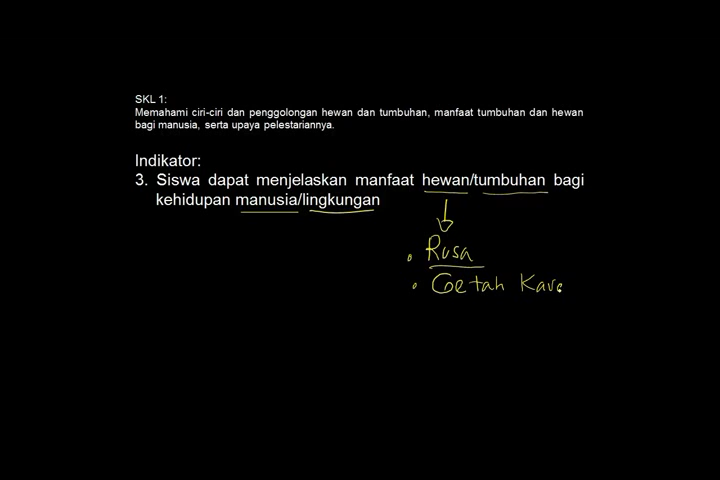 SKL 1:
Memahami ciri-ciri dan penggolongan hewan dan tumbuhan, manfaat tumbuhan dan hewan
bagi manusia, serta upaya pelestariannya.
Indikator:
3. Siswa dapat menjelaskan manfaat hewan/tumbuhan bagi
kehidupan manusia/lingkungan
• Rusa
• Getah Kare